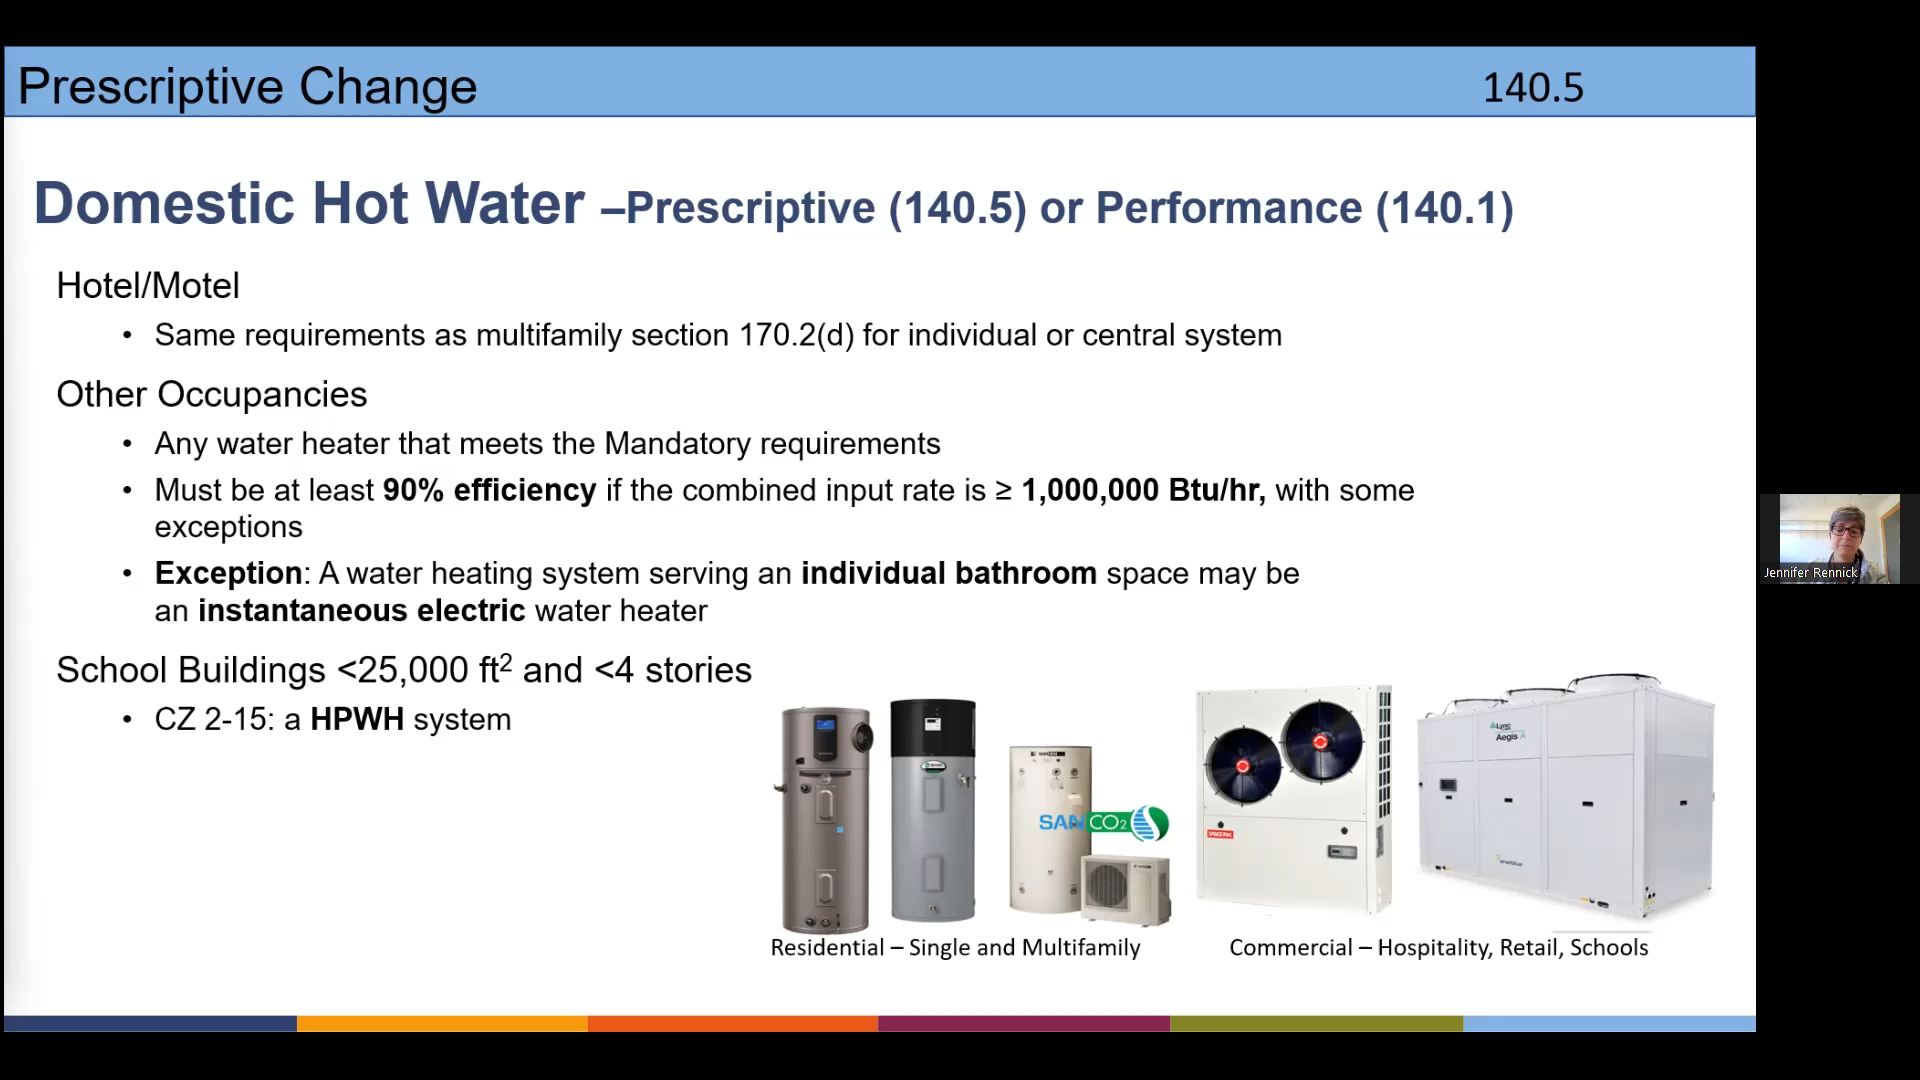 Prescriptive Change
140.5
Domestic Hot Water –Prescriptive (140.5) or Performance (140.1)
Hotel/Motel
• Same requirements as multifamily section 170.2(d) for individual or central system
Other Occupancies
• Any water heater that meets the Mandatory requirements
• Must be at least 90% efficiency if the combined input rate is ≥ 1,000,000 Btu/hr, with some
exceptions
• Exception: A water heating system serving an individual bathroom space may be
an instantaneous electric water heater
School Buildings <25,000 ft² and <4 stories
• CZ 2-15: a HPWH system
SANCO₂
Lync
Aegis A
Residential – Single and Multifamily
Commercial – Hospitality, Retail, Schools
Jennifer Rennick